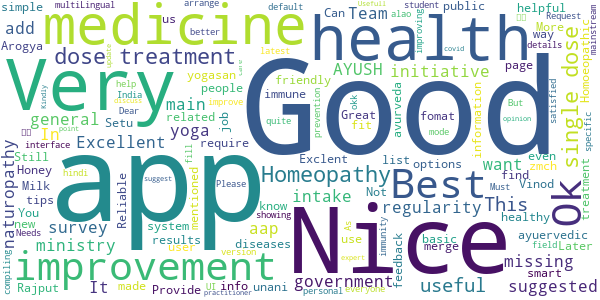 simple arrange default multiLingual student latest
medicine health
us better Can Team public helpful Request
add way details
Arogya dose treatment More Homoeopathic mainstream
alao improving
Very Good
app
yogasan AYUSH initiative page
people friendly
help India immune Great covid
main related job
general Setu Dear improve prevention okk fit
quite ayurveda fomat mode
information But opinion satisfied
single dose
In yoga require
Excellent
Still interface fill
naturopathy
Honey hindi Please
Milk
tips
point suggest
Reliable
Homeopathy Exclent list options want even
zmch specific treatment
Best
Not find Vinod
intake
mentioned
You know showing
regularity This Ok
survey system
new Needs
aap As use immunity
basic merge
healthy ayuervedic
Must
ministry results diseases
user
Nice
everyone expert
feedback
missing field Later
smart
improvement
government
Rajput It made UI info version
Provide unani
compiling practitioner personal
useful suggested